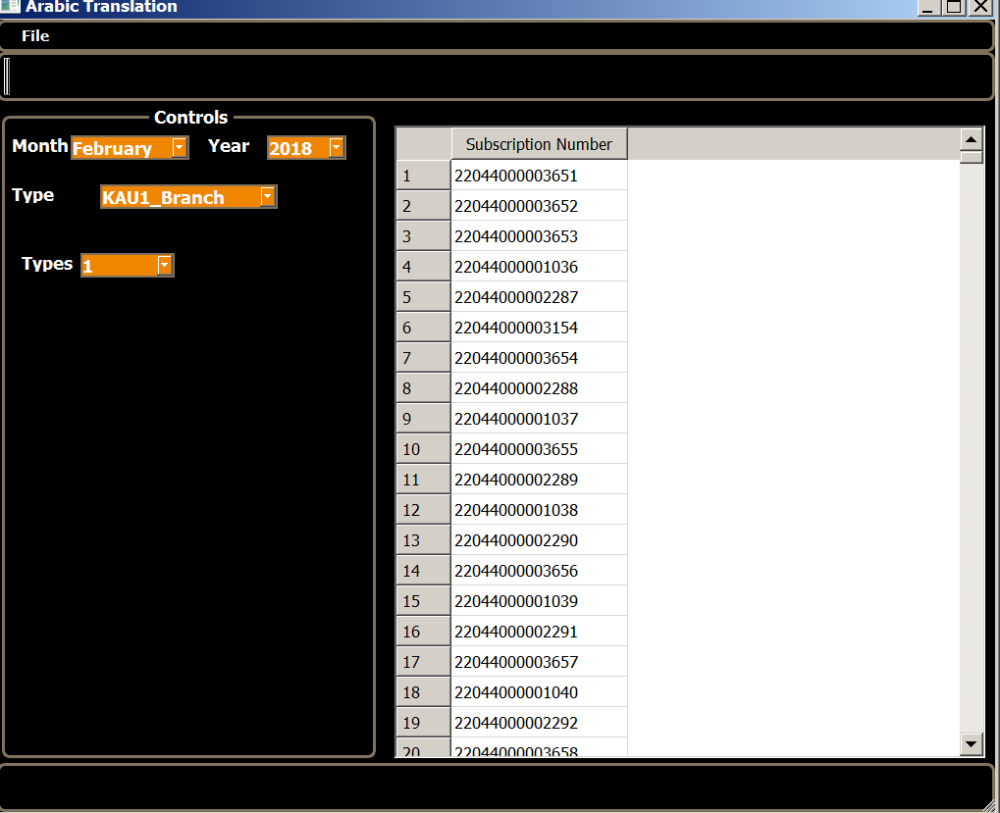 Arabic Translation
File
Controls
Month February Year 2018
Type KAU1_Branch
Types 1
Subscription Number
1 22044000003651
2 22044000003652
3 22044000003653
4 22044000001036
5 22044000002287
6 22044000003154
7 22044000003654
8 22044000002288
9 22044000001037
10 22044000003655
11 22044000002289
12 22044000001038
13 22044000002290
14 22044000003656
15 22044000001039
16 22044000002291
17 22044000003657
18 22044000001040
19 22044000002292
20 22044000003658